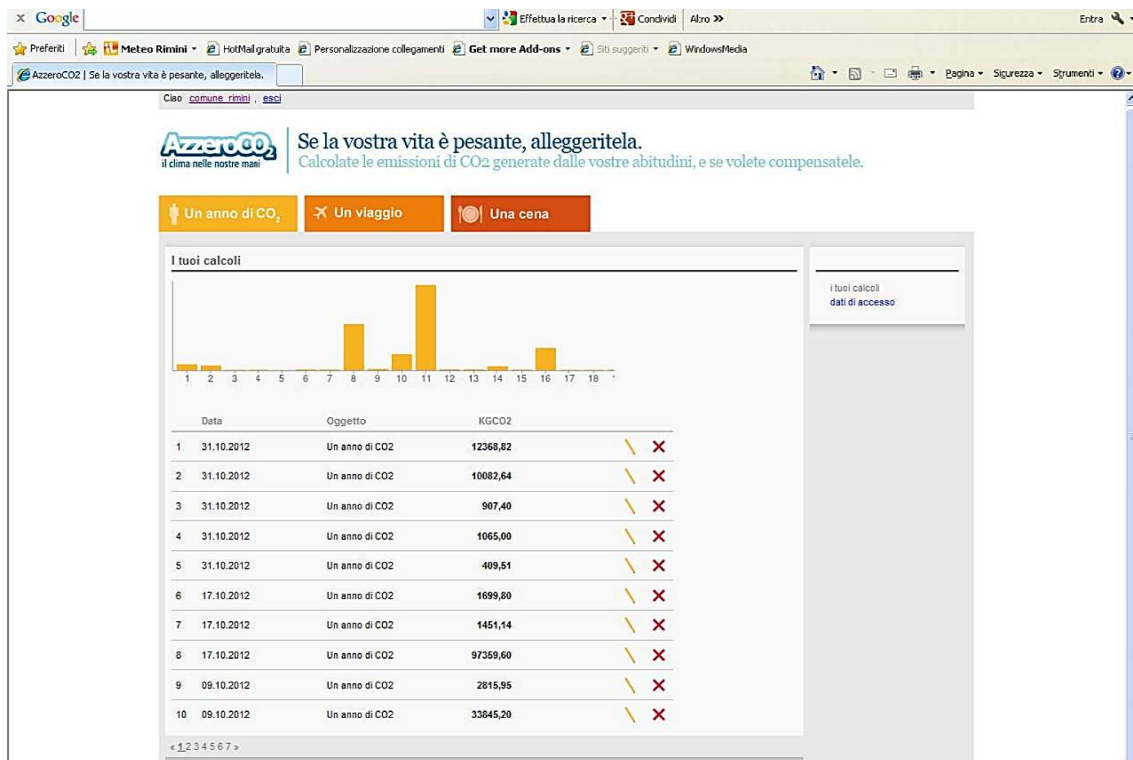 x Google Effettua la ricerca Condividi Altro » Entra
Preferiti Meteo Rimini HotMail gratuita Personalizzazione collegamenti Get more Add-ons Siti suggeriti WindowsMedia
AzzeroCO2 | Se la vostra vita è pesante, alleggeritela. Pagina Sicurezza Strumenti
Ciao comune rimini , esci
AzzeroCO2
il clima nelle nostre mani
Se la vostra vita è pesante, alleggeritela.
Calcolate le emissioni di CO2 generate dalle vostre abitudini, e se volete compensatele.
Un anno di CO2 Un viaggio Una cena
I tuoi calcoli
i tuoi calcoli
dati di accesso
1 2 3 4 5 6 7 8 9 10 11 12 13 14 15 16 17 18
Data Oggetto KGCO2
1 31.10.2012 Un anno di CO2 12368,82
2 31.10.2012 Un anno di CO2 10082,64
3 31.10.2012 Un anno di CO2 907,40
4 31.10.2012 Un anno di CO2 1065,00
5 31.10.2012 Un anno di CO2 409,51
6 17.10.2012 Un anno di CO2 1699,80
7 17.10.2012 Un anno di CO2 1451,14
8 17.10.2012 Un anno di CO2 97359,60
9 09.10.2012 Un anno di CO2 2815,95
10 09.10.2012 Un anno di CO2 33845,20
« 1 2 3 4 5 6 7 »